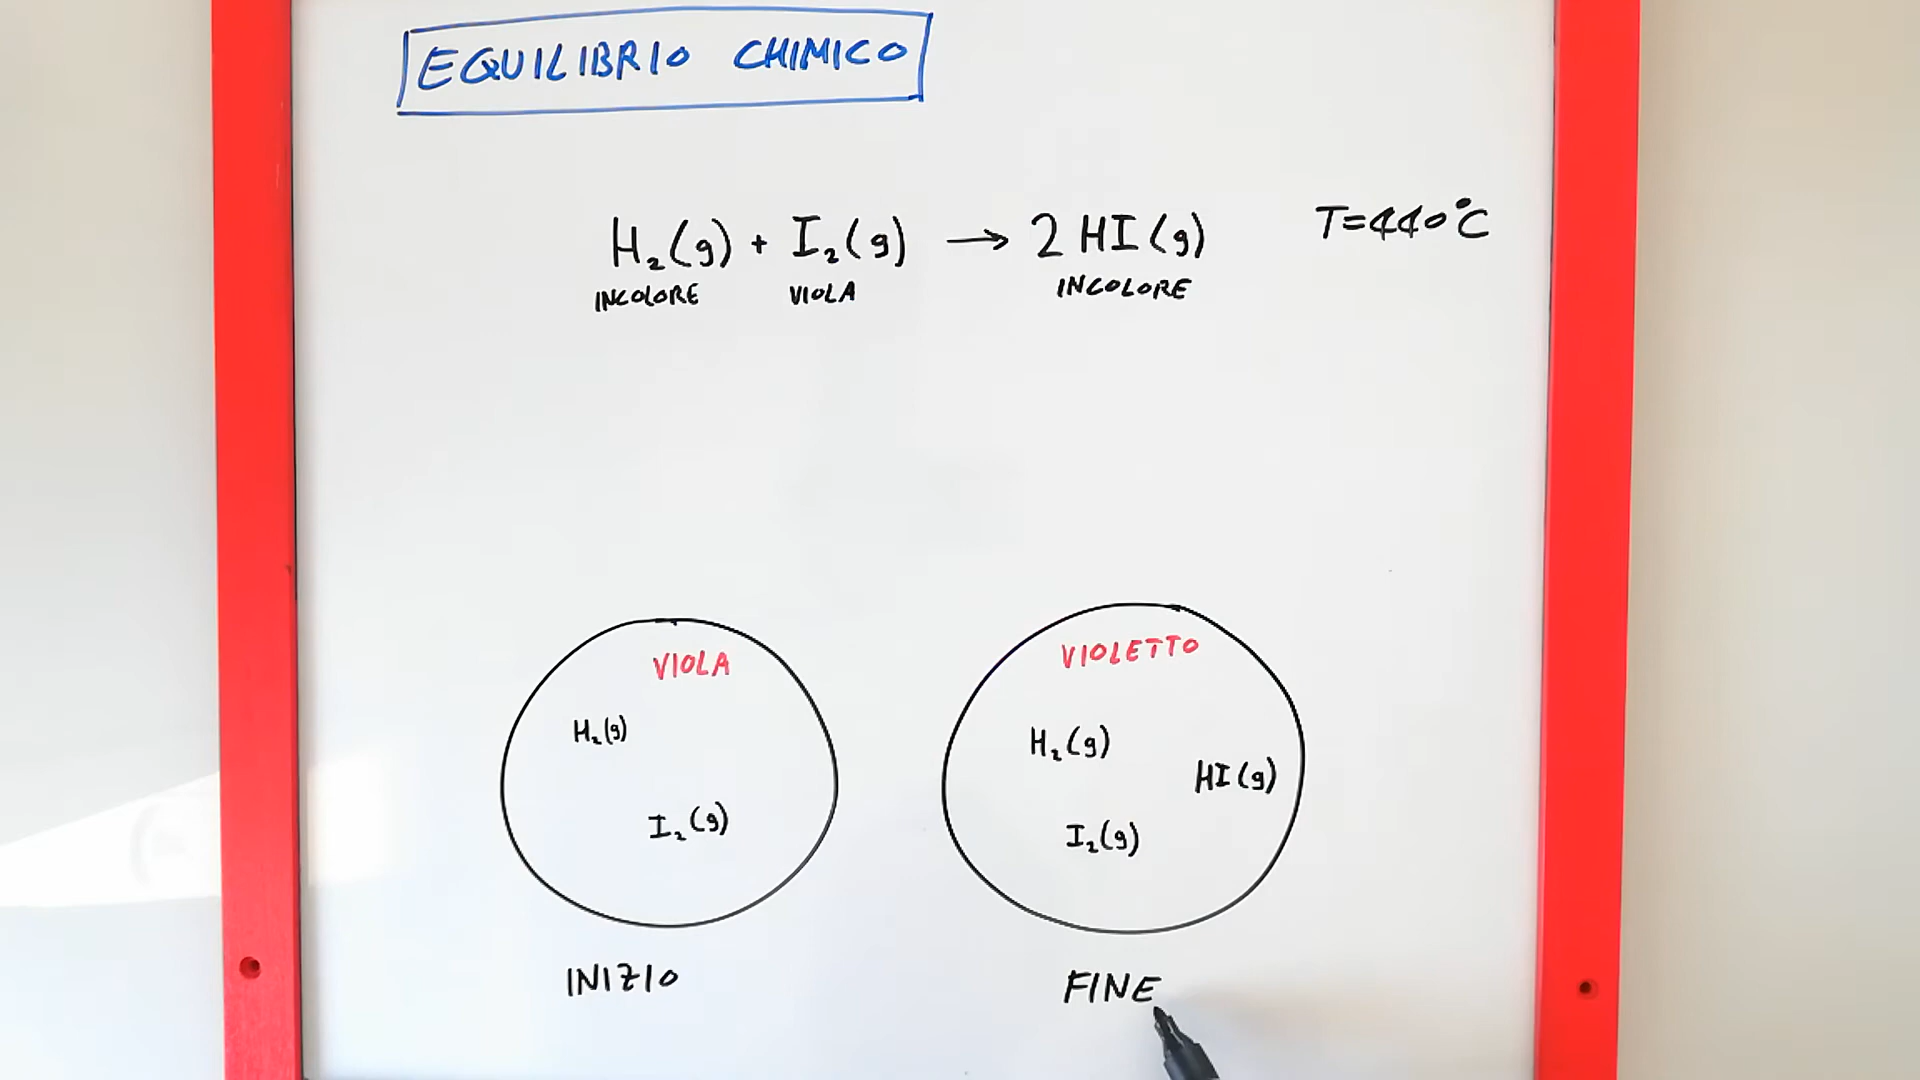 EQUILIBRIO CHIMICO
H₂(g) + I₂(g) → 2 HI(g) T=440°C
INCOLORE VIOLA INCOLORE
VIOLA
H₂(g)
I₂(g)
INIZIO
VIOLETTO
H₂(g)
HI(g)
I₂(g)
FINE